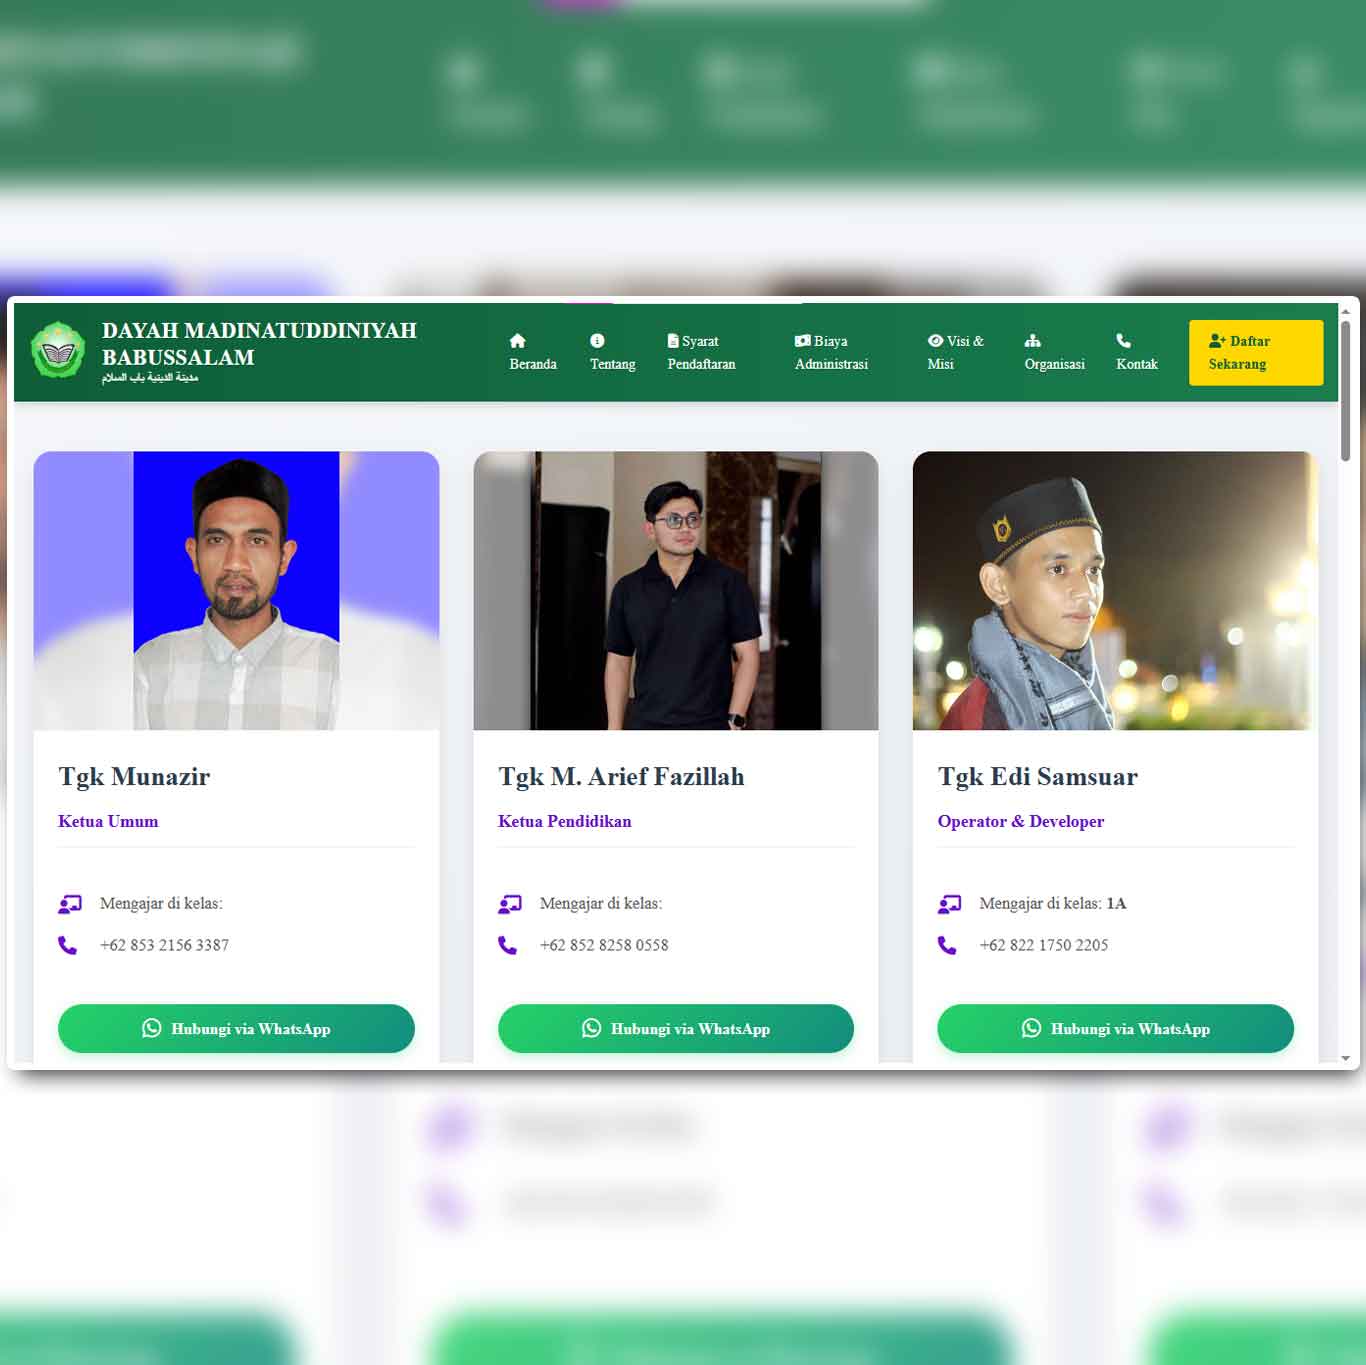 DAYAH MADINATUDDINIYAH
BABUSSALAM
مدينة الدينية باب السلام
Beranda
Tentang
Syarat
Pendaftaran
Biaya
Administrasi
Visi &
Misi
Organisasi
Kontak
Daftar
Sekarang
Tgk Munazir
Ketua Umum
Mengajar di kelas:
+62 853 2156 3387
Hubungi via WhatsApp
Tgk M. Arief Fazillah
Ketua Pendidikan
Mengajar di kelas:
+62 852 8258 0558
Hubungi via WhatsApp
Tgk Edi Samsuar
Operator & Developer
Mengajar di kelas: 1A
+62 822 1750 2205
Hubungi via WhatsApp